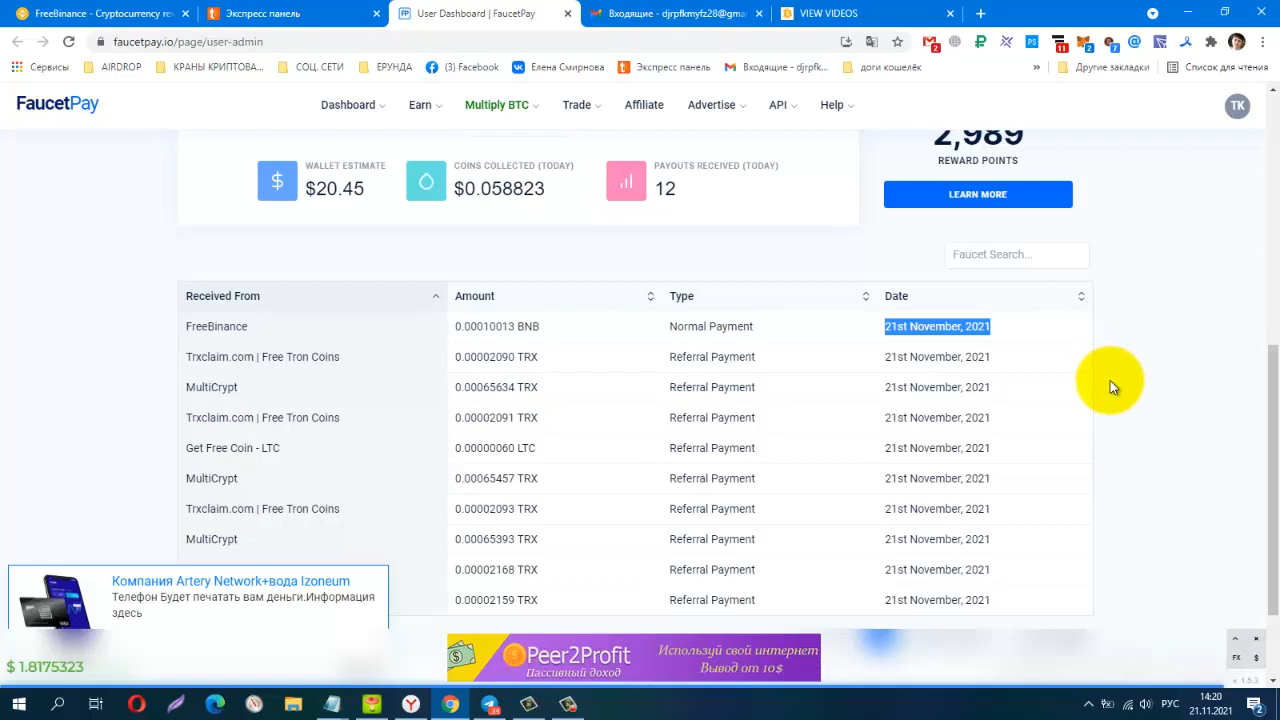 FreeBinance - Cryptocurrency re
Экспресс панель
User Dashboard | FaucetPay
Входящие - djrpfkmyfz28@gma
VIEW VIDEOS
faucetpay.io/page/user-admin
Сервисы
AIRDROP
КРАНЫ КРИПТОВА...
СОЦ. СЕТИ
ЕРУНДА
(3) Facebook
Елена Смирнова
Экспресс панель
Входящие - djrpfk...
доги кошелёк
»
Другие закладки
Список для чтения
FaucetPay
Dashboard
Earn
Multiply BTC
Trade
Affiliate
Advertise
API
Help
TK
2,989
REWARD POINTS
LEARN MORE
WALLET ESTIMATE
$20.45
COINS COLLECTED (TODAY)
$0.058823
PAYOUTS RECEIVED (TODAY)
12
Faucet Search...
Received From Amount Type Date
FreeBinance 0.00010013 BNB Normal Payment 21st November, 2021
Trxclaim.com | Free Tron Coins 0.00002090 TRX Referral Payment 21st November, 2021
MultiCrypt 0.00065634 TRX Referral Payment 21st November, 2021
Trxclaim.com | Free Tron Coins 0.00002091 TRX Referral Payment 21st November, 2021
Get Free Coin - LTC 0.00000060 LTC Referral Payment 21st November, 2021
MultiCrypt 0.00065457 TRX Referral Payment 21st November, 2021
Trxclaim.com | Free Tron Coins 0.00002093 TRX Referral Payment 21st November, 2021
MultiCrypt 0.00065393 TRX Referral Payment 21st November, 2021
0.00002168 TRX Referral Payment 21st November, 2021
0.00002159 TRX Referral Payment 21st November, 2021
Компания Artery Network+вода Izoneum
Телефон Будет печатать вам деньги.Информация
здесь
$ 1.8175323
Peer2Profit
Пассивный доход
Используй свой интернет
Вывод от 10$
FX $
v 1.5.3
РУС
14:20
21.11.2021